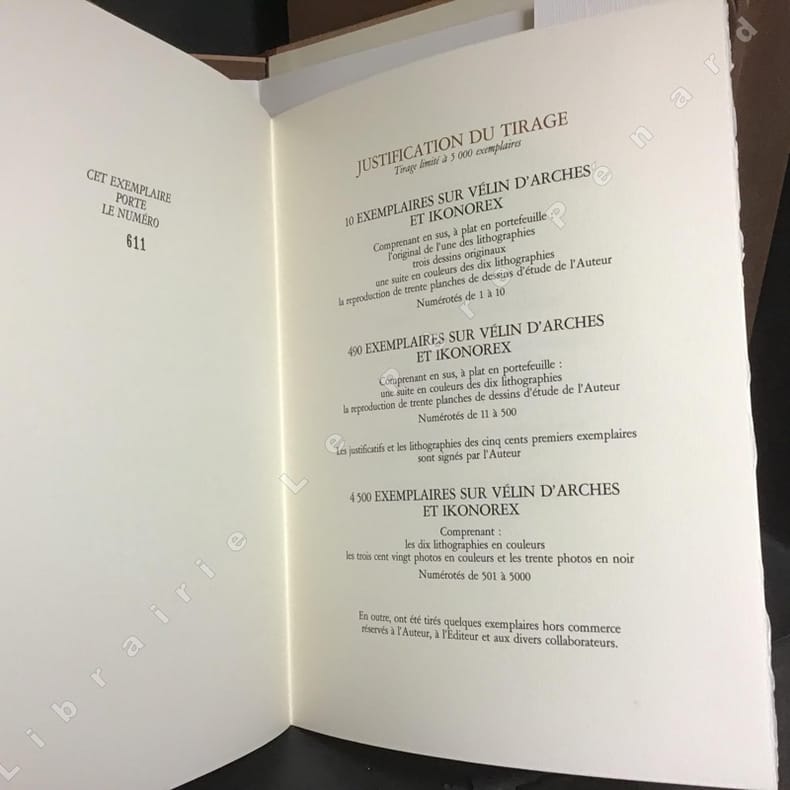 CET EXEMPLAIRE
PORTE
LE NUMÉRO
611
JUSTIFICATION DU TIRAGE
Tirage limité à 5 000 exemplaires
10 EXEMPLAIRES SUR VÉLIN D'ARCHES
ET IKONOREX
Comprenant en sus, à plat en portefeuille :
l'original de l'une des lithographies
trois dessins originaux
une suite en couleurs des dix lithographies
la reproduction de trente planches de dessins d'étude de l'Auteur
Numérotés de 1 à 10
490 EXEMPLAIRES SUR VÉLIN D'ARCHES
ET IKONOREX
Comprenant en sus, à plat en portefeuille :
une suite en couleurs des dix lithographies
la reproduction de trente planches de dessins d'étude de l'Auteur
Numérotés de 11 à 500
Les justificatifs et les lithographies des cinq cents premiers exemplaires
sont signés par l'Auteur
4 500 EXEMPLAIRES SUR VÉLIN D'ARCHES
ET IKONOREX
Comprenant :
les dix lithographies en couleurs
les trois cent vingt photos en couleurs et les trente photos en noir
Numérotés de 501 à 5000
En outre, ont été tirés quelques exemplaires hors commerce
réservés à l'Auteur, à l'Éditeur et aux divers collaborateurs.
Librairie Le Père Pénard